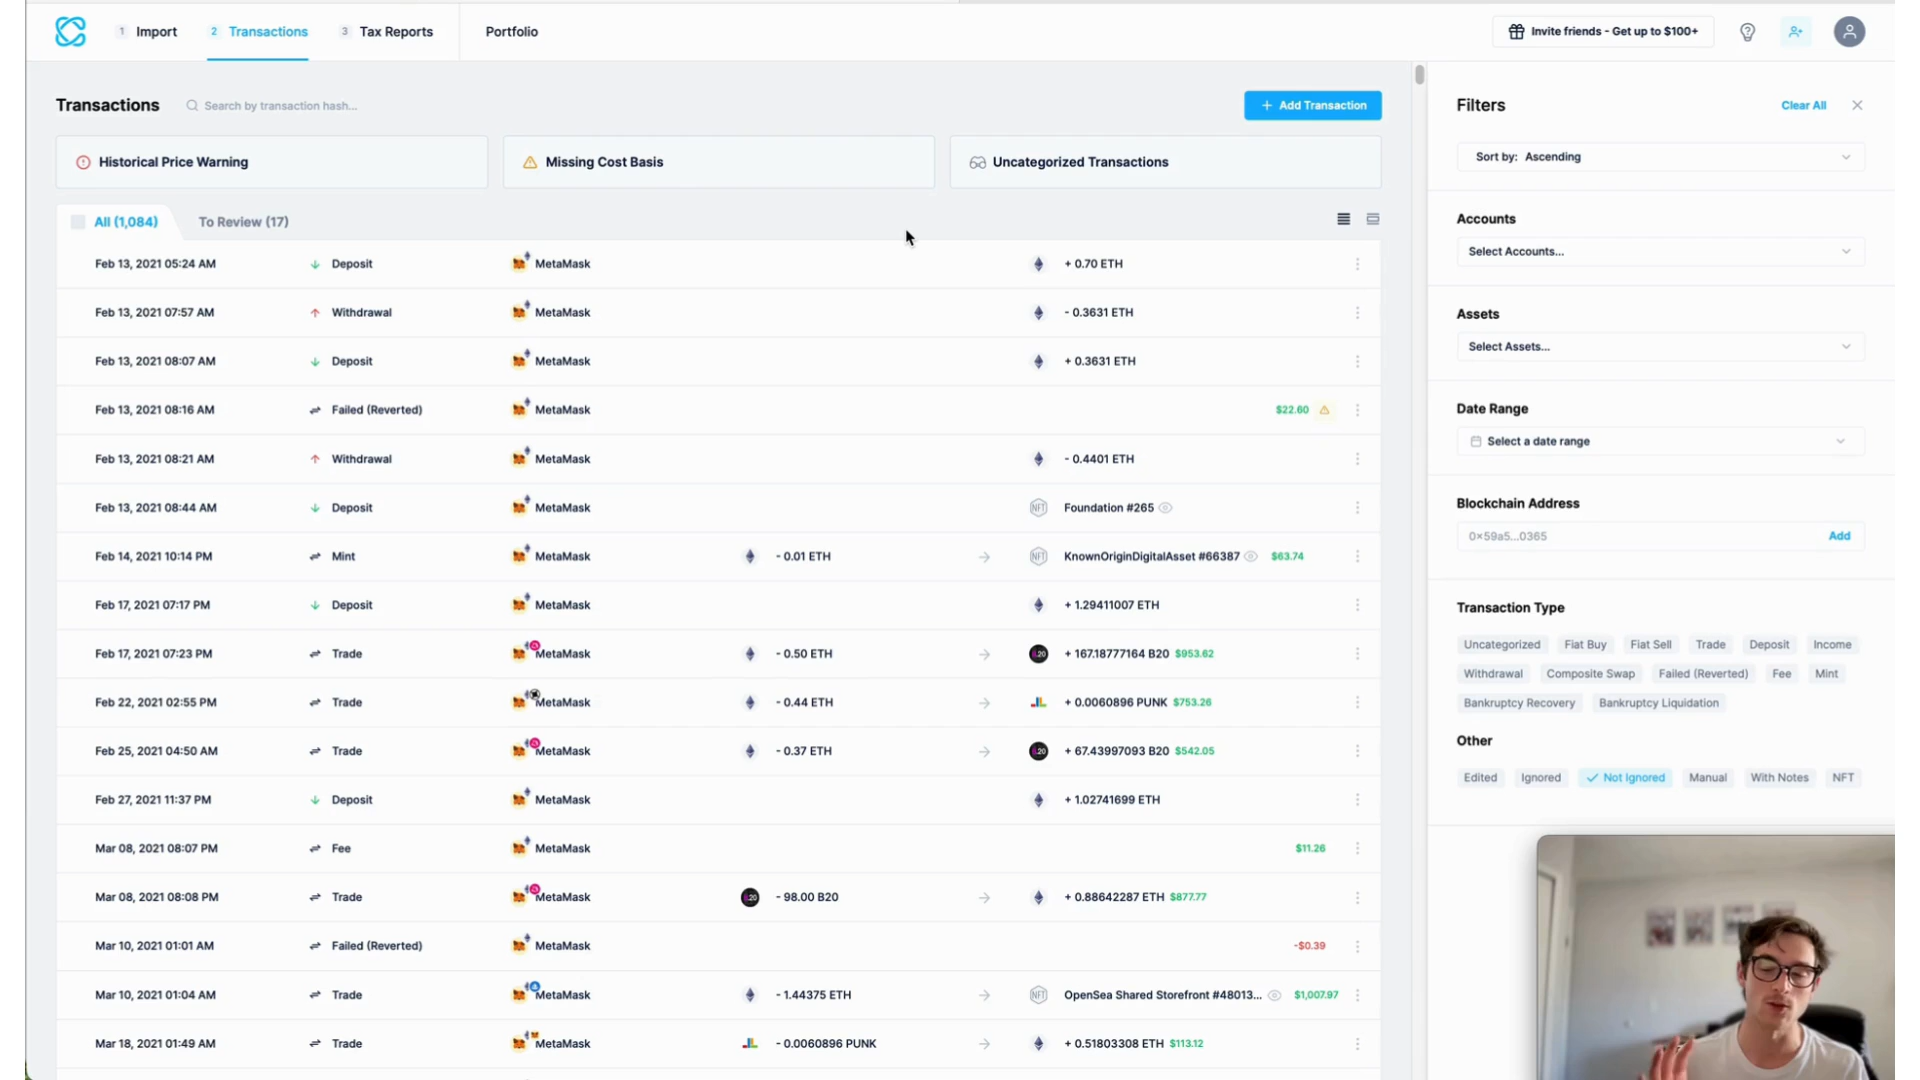 1 Import 2 Transactions 3 Tax Reports Portfolio Invite friends - Get up to $100+
Transactions Search by transaction hash... + Add Transaction
Historical Price Warning Missing Cost Basis Uncategorized Transactions
All (1,084) To Review (17)
Feb 13, 2021 05:24 AM Deposit MetaMask + 0.70 ETH
Feb 13, 2021 07:57 AM Withdrawal MetaMask - 0.3631 ETH
Feb 13, 2021 08:07 AM Deposit MetaMask + 0.3631 ETH
Feb 13, 2021 08:16 AM Failed (Reverted) MetaMask $22.60
Feb 13, 2021 08:21 AM Withdrawal MetaMask - 0.4401 ETH
Feb 13, 2021 08:44 AM Deposit MetaMask NFT Foundation #265
Feb 14, 2021 10:14 PM Mint MetaMask - 0.01 ETH NFT KnownOriginDigitalAsset #66387 $63.74
Feb 17, 2021 07:17 PM Deposit MetaMask + 1.29411007 ETH
Feb 17, 2021 07:23 PM Trade MetaMask - 0.50 ETH + 167.18777164 B20 $953.62
Feb 22, 2021 02:55 PM Trade MetaMask - 0.44 ETH + 0.0060896 PUNK $753.26
Feb 25, 2021 04:50 AM Trade MetaMask - 0.37 ETH + 67.43997093 B20 $542.05
Feb 27, 2021 11:37 PM Deposit MetaMask + 1.02741699 ETH
Mar 08, 2021 08:07 PM Fee MetaMask $11.26
Mar 08, 2021 08:08 PM Trade MetaMask - 98.00 B20 + 0.88642287 ETH $877.77
Mar 10, 2021 01:01 AM Failed (Reverted) MetaMask -$0.39
Mar 10, 2021 01:04 AM Trade MetaMask - 1.44375 ETH NFT OpenSea Shared Storefront #48013... $1,007.97
Mar 18, 2021 01:49 AM Trade MetaMask - 0.0060896 PUNK + 0.51803308 ETH $113.12
Filters Clear All
Sort by: Ascending
Accounts
Select Accounts...
Assets
Select Assets...
Date Range
Select a date range
Blockchain Address
0x59a5...0365 Add
Transaction Type
Uncategorized Fiat Buy Fiat Sell Trade Deposit Income
Withdrawal Composite Swap Failed (Reverted) Fee Mint
Bankruptcy Recovery Bankruptcy Liquidation
Other
Edited Ignored Not Ignored Manual With Notes NFT